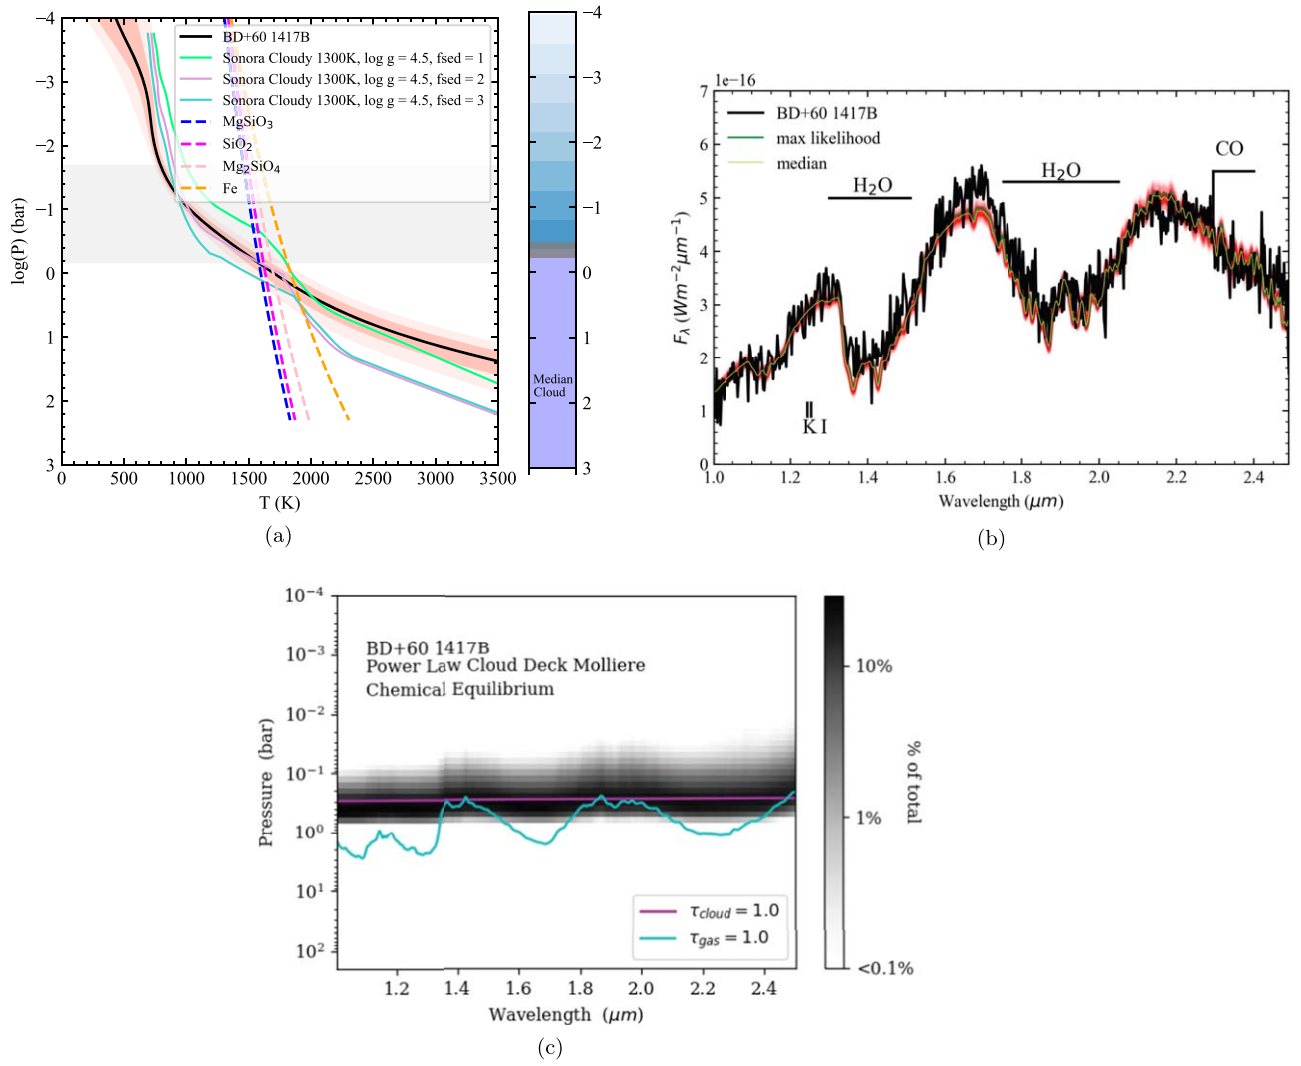 −4
−3
−2
−1
0
1
2
3
log(P) (bar)
0
500
1000
1500
2000
2500
3000
3500
T (K)
BD+60 1417B
Sonora Cloudy 1300K, log g = 4.5, fsed = 1
Sonora Cloudy 1300K, log g = 4.5, fsed = 2
Sonora Cloudy 1300K, log g = 4.5, fsed = 3
MgSiO₃
SiO₂
Mg₂SiO₄
Fe
−4
−3
−2
−1
0
1
2
3
Median
Cloud
(a)
1e−16
7
6
5
4
3
2
1
0
F_λ (Wm⁻²μm⁻¹)
BD+60 1417B
max likelihood
median
H₂O
H₂O
CO
K I
1.0
1.2
1.4
1.6
1.8
2.0
2.2
2.4
Wavelength (μm)
(b)
10⁻⁴
10⁻³
10⁻²
10⁻¹
10⁰
10¹
10²
Pressure (bar)
BD+60 1417B
Power Law Cloud Deck Molliere
Chemical Equilibrium
τ_cloud = 1.0
τ_gas = 1.0
1.2
1.4
1.6
1.8
2.0
2.2
2.4
Wavelength (μm)
10%
1%
<0.1%
% of total
(c)